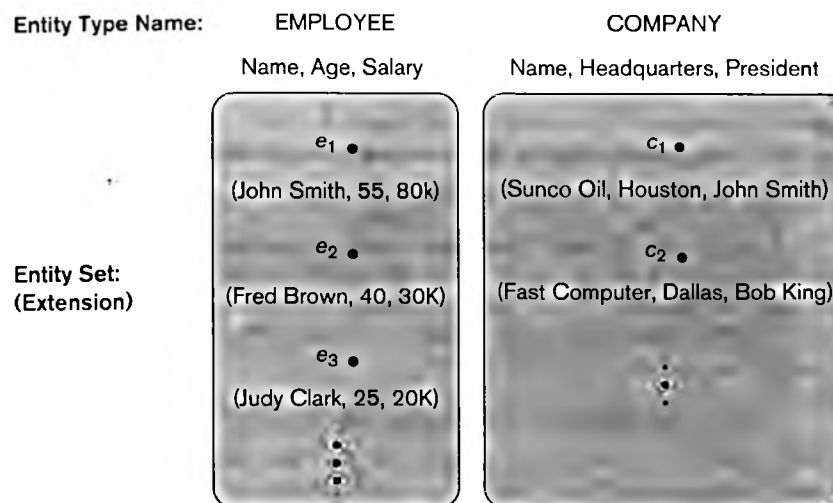 Entity Type Name: EMPLOYEE COMPANY
Name, Age, Salary Name, Headquarters, President
e1 c1
(John Smith, 55, 80k) (Sunco Oil, Houston, John Smith)
e2 c2
Entity Set:
(Extension) (Fred Brown, 40, 30K) (Fast Computer, Dallas, Bob King)
e3
(Judy Clark, 25, 20K)